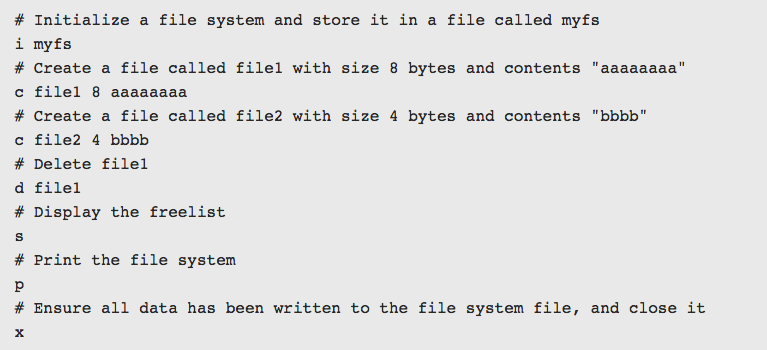 # Initialize a file system and store it in a file called myfs
i myfs
# Create a file called file1 with size 8 bytes and contents "aaaaaaaa"
c file1 8 aaaaaaaa
# Create a file called file2 with size 4 bytes and contents "bbbb"
c file2 4 bbbb
# Delete file1
d file1
# Display the freelist
s
# Print the file system
p
# Ensure all data has been written to the file system file, and close it
x